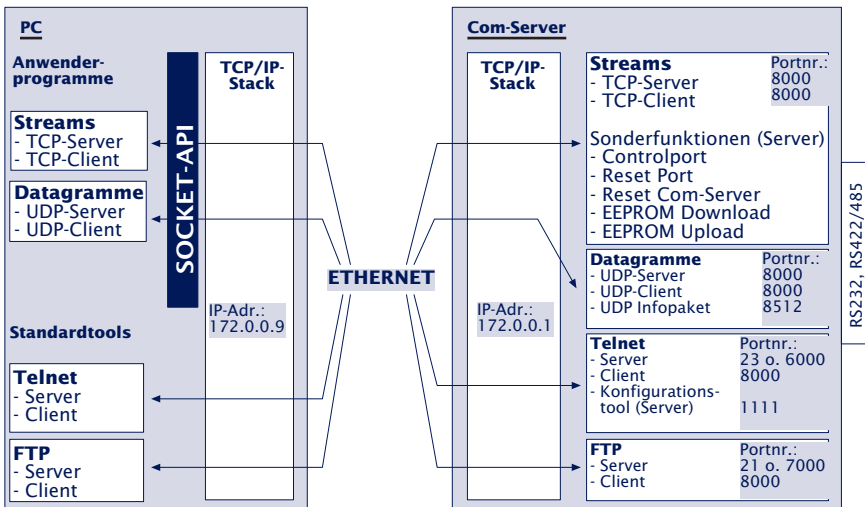 PC
Anwender-
programme
Streams
- TCP-Server
- TCP-Client
Datagramme
- UDP-Server
- UDP-Client
Standardtools
Telnet
- Server
- Client
FTP
- Server
- Client
SOCKET-API
TCP/IP-
Stack
IP-Adr.:
172.0.0.9
ETHERNET
Com-Server
TCP/IP-
Stack
IP-Adr.:
172.0.0.1
Streams Portnr.:
- TCP-Server 8000
- TCP-Client 8000
Sonderfunktionen (Server)
- Controlport
- Reset Port
- Reset Com-Server
- EEPROM Download
- EEPROM Upload
Datagramme Portnr.:
- UDP-Server 8000
- UDP-Client 8000
- UDP Infopaket 8512
Telnet Portnr.:
- Server 23 o. 6000
- Client 8000
- Konfigurations-
tool (Server) 1111
FTP Portnr.:
- Server 21 o. 7000
- Client 8000
RS232, RS422/485